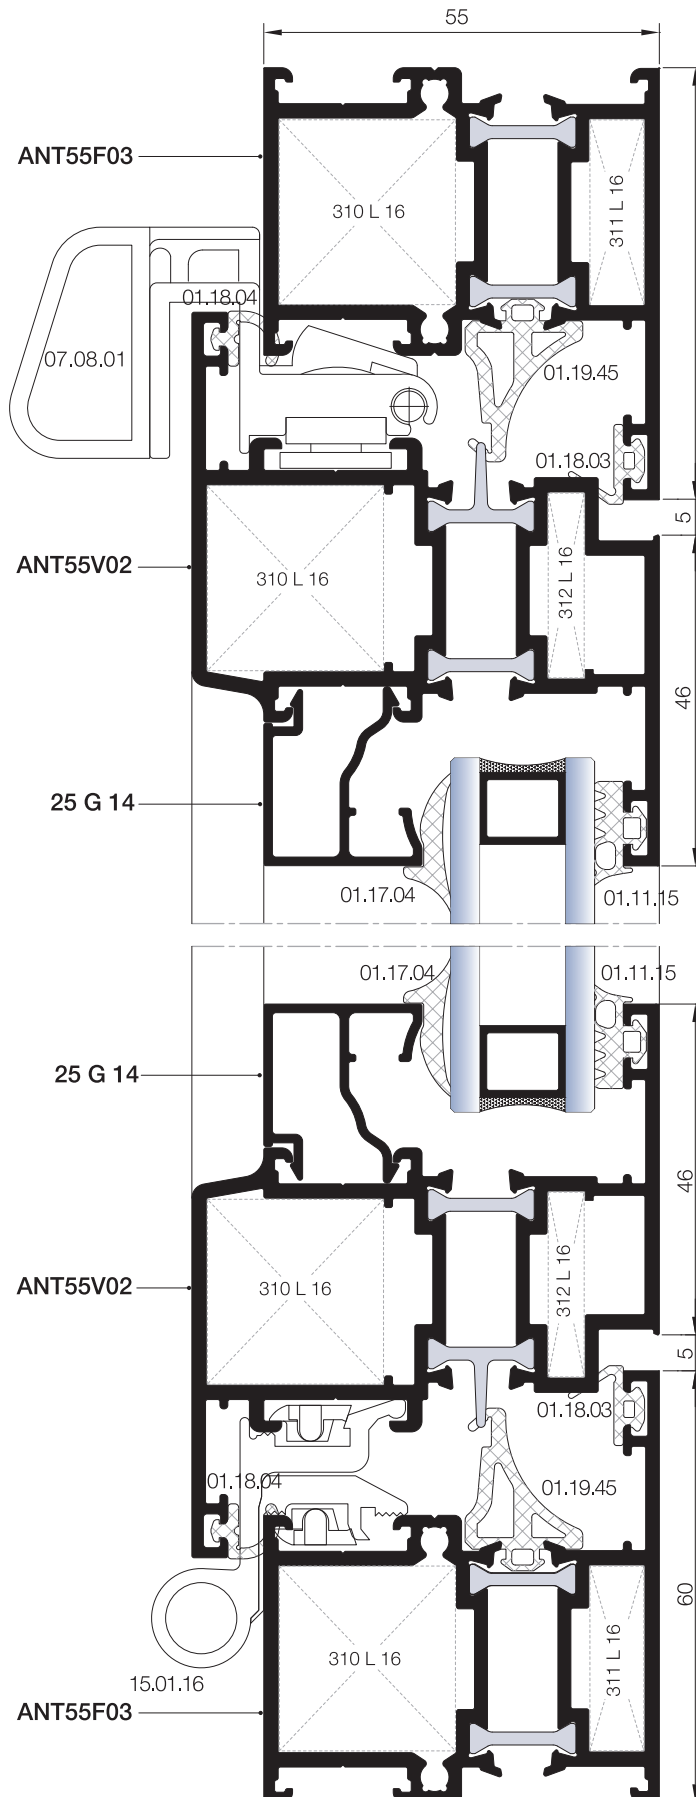 55
ANT55F03
310 L 16
311 L 16
01.18.04
07.08.01
01.19.45
01.18.03
5
ANT55V02
310 L 16
312 L 16
46
25 G 14
01.17.04
01.11.15
01.17.04
01.11.15
25 G 14
46
ANT55V02
310 L 16
312 L 16
5
01.18.03
01.18.04
01.19.45
60
310 L 16
311 L 16
15.01.16
ANT55F03